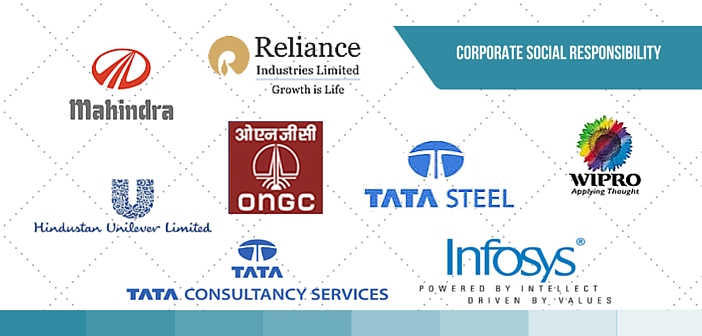 CORPORATE SOCIAL RESPONSIBILITY
Reliance
Industries Limited
Growth is Life
Mahindra
ओएनजीसी
ONGC
TATA STEEL
WIPRO
Applying Thought
Hindustan Unilever Limited
TATA
TATA CONSULTANCY SERVICES
Infosys®
POWERED BY INTELLECT
DRIVEN BY VALUES